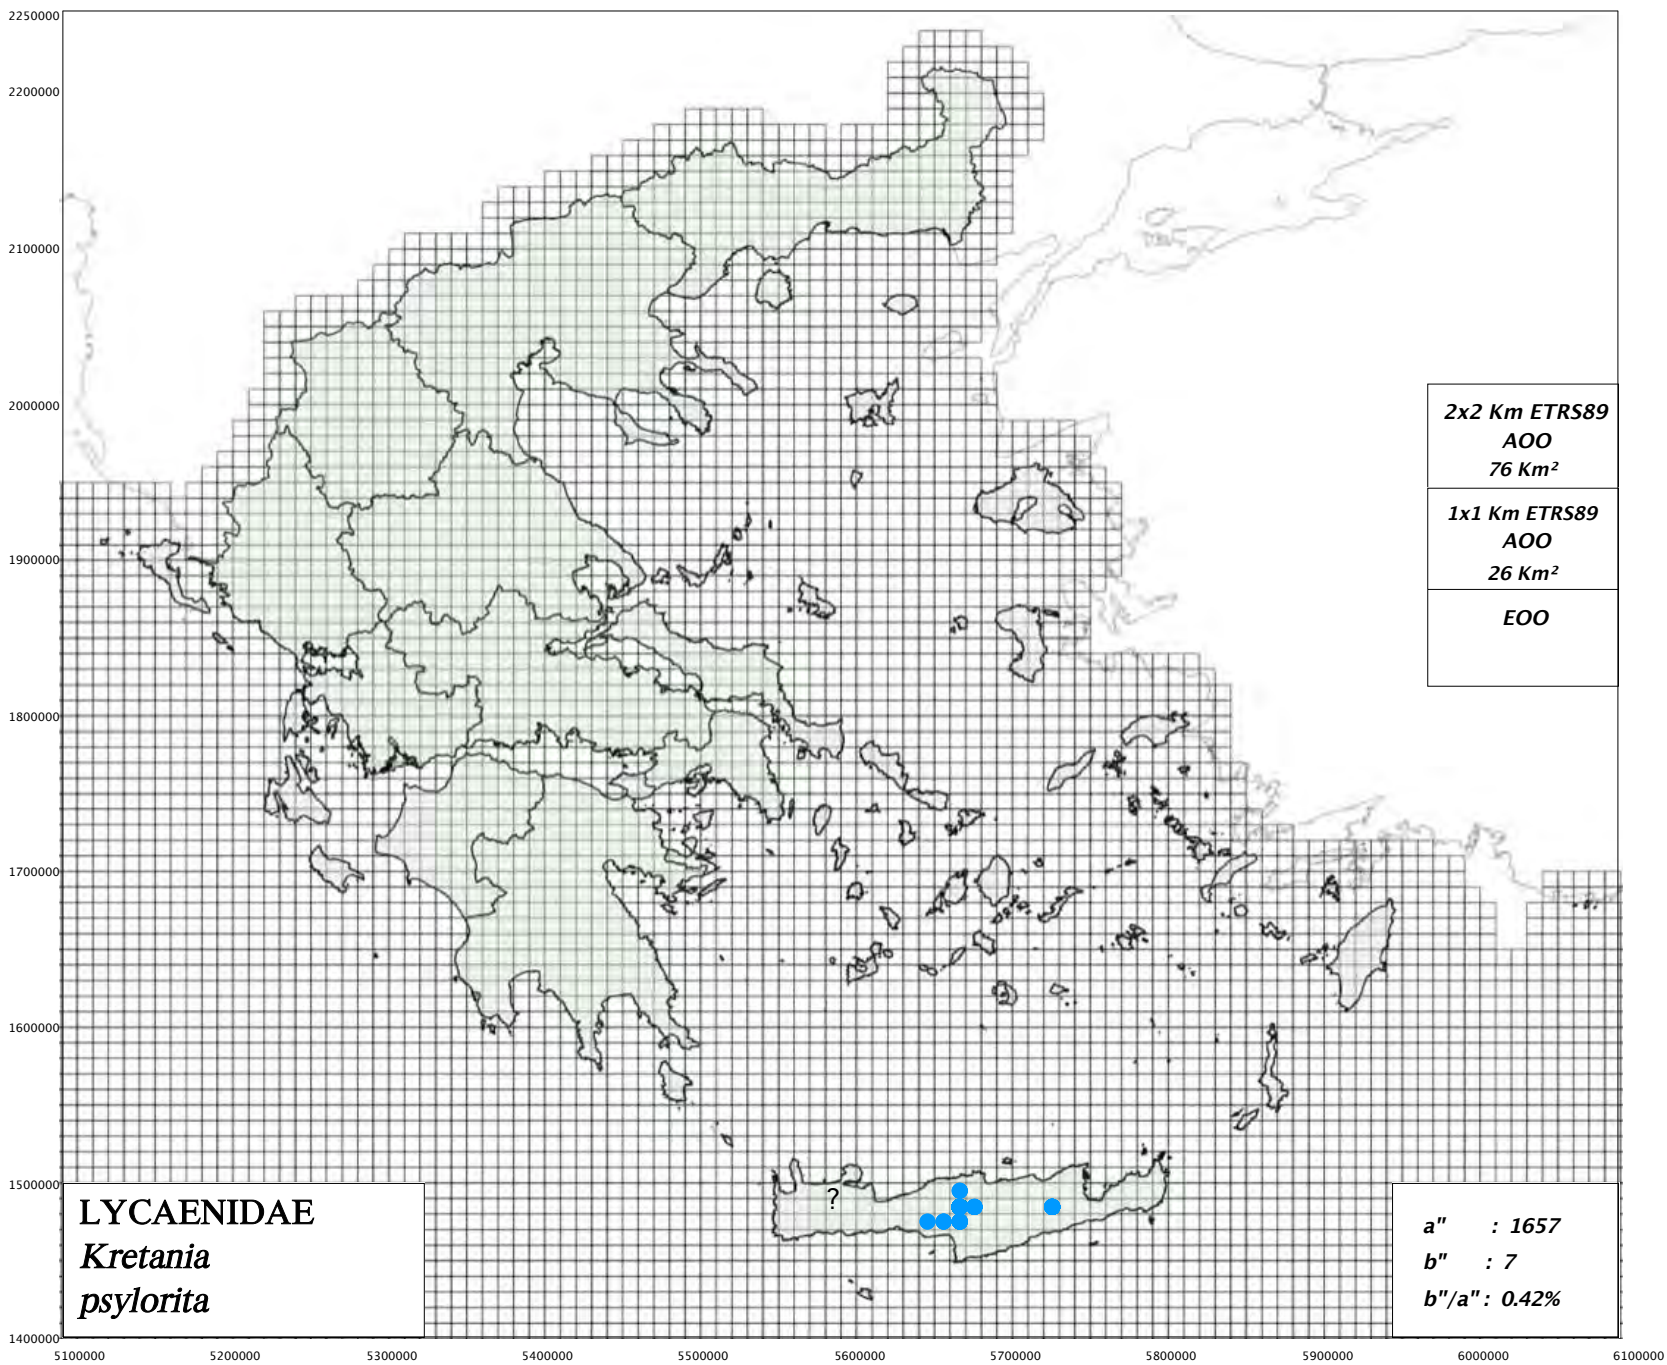 2250000
2200000
2100000
2000000
1900000
1800000
1700000
1600000
1500000
1400000
2x2 Km ETRS89
AOO
76 Km²
1x1 Km ETRS89
AOO
26 Km²
EOO
?
LYCAENIDAE
Kretania
psylorita
a" : 1657
b" : 7
b"/a" : 0.42%
5100000 5200000 5300000 5400000 5500000 5600000 5700000 5800000 5900000 6000000 6100000